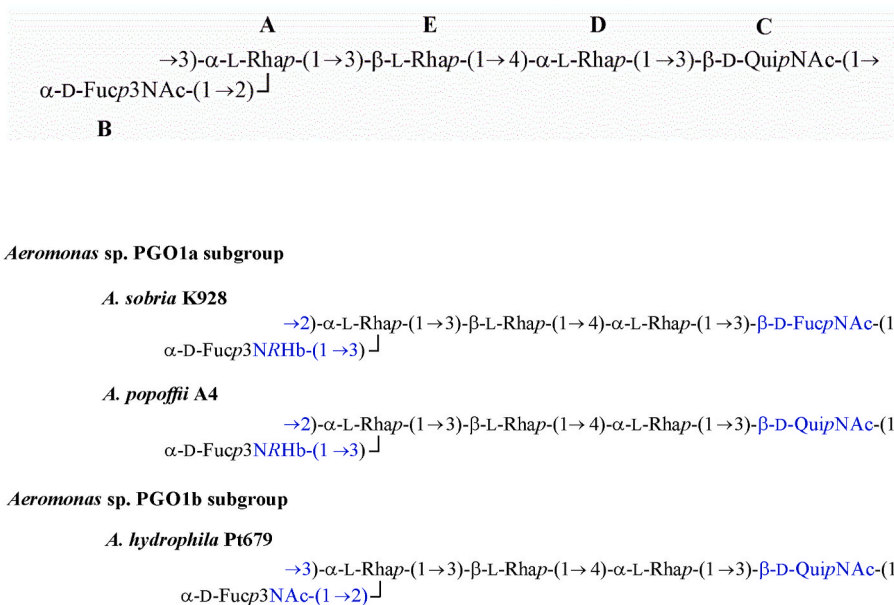 A E D C
→3)-α-L-Rhap-(1→3)-β-L-Rhap-(1→4)-α-L-Rhap-(1→3)-β-D-QuipNAc-(1→
α-D-Fucp3NAc-(1→2)
B
Aeromonas sp. PGO1a subgroup
A. sobria K928
→2)-α-L-Rhap-(1→3)-β-L-Rhap-(1→4)-α-L-Rhap-(1→3)-β-D-FucpNAc-(1
α-D-Fucp3NRHb-(1→3)
A. popoffii A4
→2)-α-L-Rhap-(1→3)-β-L-Rhap-(1→4)-α-L-Rhap-(1→3)-β-D-QuipNAc-(1
α-D-Fucp3NRHb-(1→3)
Aeromonas sp. PGO1b subgroup
A. hydrophila Pt679
→3)-α-L-Rhap-(1→3)-β-L-Rhap-(1→4)-α-L-Rhap-(1→3)-β-D-QuipNAc-(1
α-D-Fucp3NAc-(1→2)